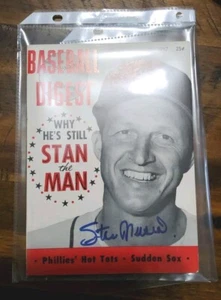 25¢
BASEBALL
DIGEST
WHY
HE'S STILL
STAN
the
MAN
Stan Musial
• Phillies' Hot Tots • Sudden Sox •